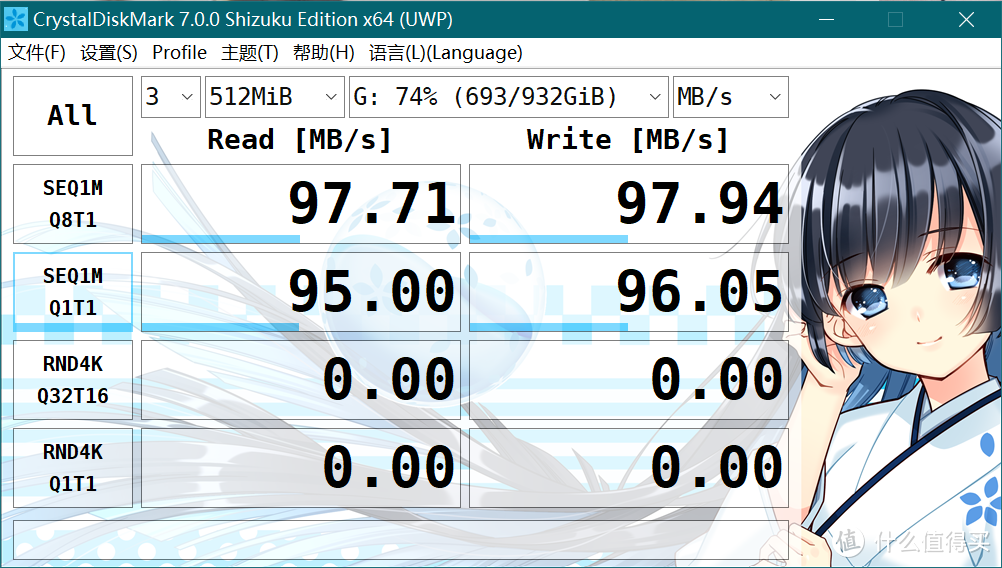 CrystalDiskMark 7.0.0 Shizuku Edition x64 (UWP)
文件(F) 设置(S) Profile 主题(T) 帮助(H) 语言(L)(Language)
All 3 512MiB G: 74% (693/932GiB) MB/s
Read [MB/s] Write [MB/s]
SEQ1M
Q8T1
97.71 97.94
SEQ1M
Q1T1
95.00 96.05
RND4K
Q32T16
0.00 0.00
RND4K
Q1T1
0.00 0.00
值 什么值得买